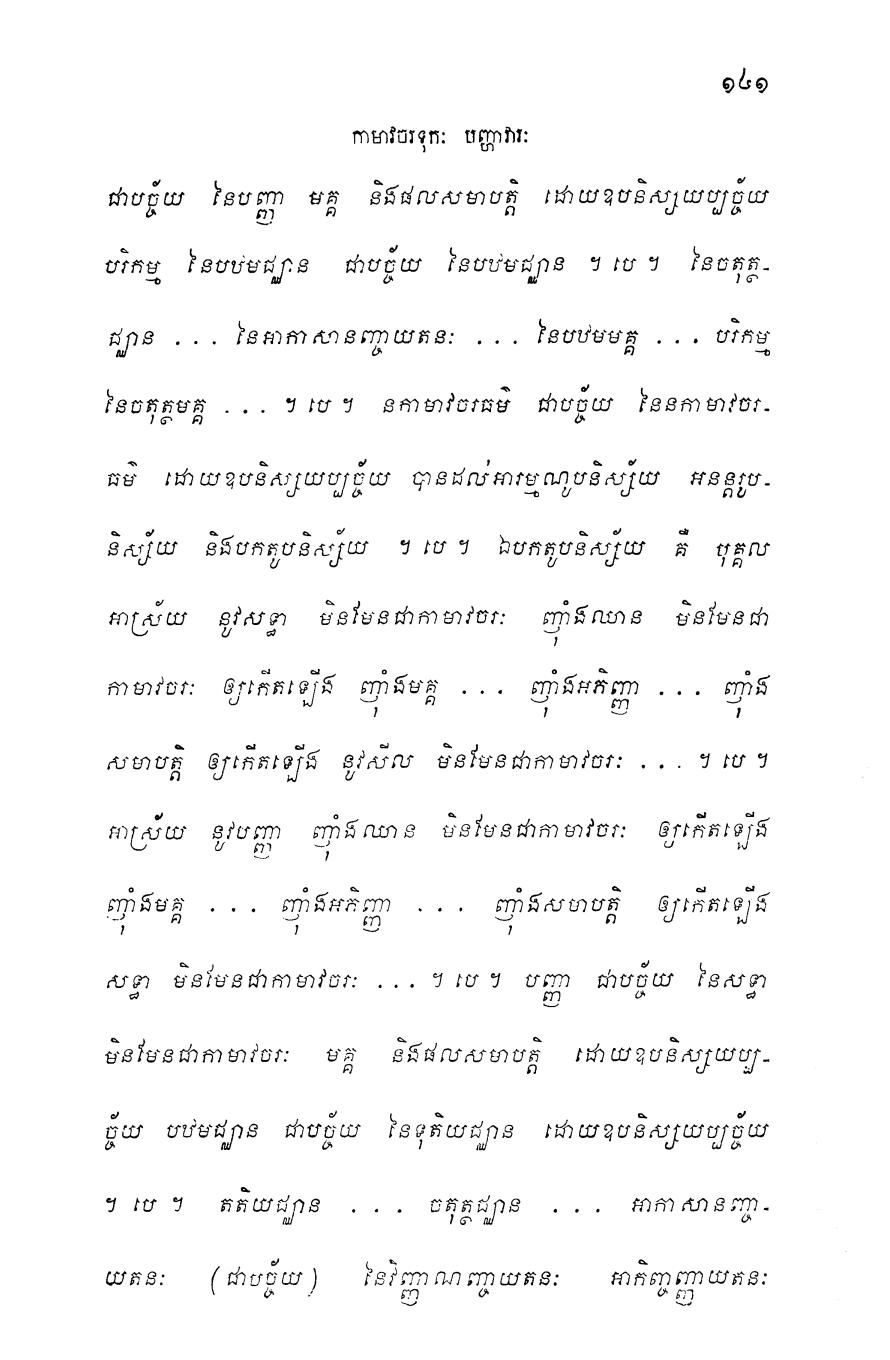 ១៤១
កាមាវចរទុកៈ បញ្ហាវារៈ
ជាបច្ច័យ នៃបញ្ញា មគ្គ និងផលសមាបត្តិ ដោយឧបនិស្សយប្បច្ច័យ
បរិកម្ម នៃបឋមជ្ឈាន ជាបច្ច័យ នៃបឋមជ្ឈាន ។ បេ ។ នៃចតុត្ថ-
ជ្ឈាន . . . នៃអាកាសានញ្ចាយតនៈ . . . នៃបឋមមគ្គ . . . បរិកម្ម
នៃចតុត្ថមគ្គ . . . ។ បេ ។ នកាមាវចរធម៌ ជាបច្ច័យ នៃនកាមាវចរ-
ធម៌ ដោយឧបនិស្សយប្បច្ច័យ បានដល់អារម្មណូបនិស្ស័យ អនន្តរូប-
និស្ស័យ និងបកតូបនិស្ស័យ ។ បេ ។ ឯបកតូបនិស្ស័យ គឺ បុគ្គល
អាស្រ័យ នូវសទ្ធា មិនមែនជាកាមាវចរៈ ញុំាងឈាន មិនមែនជា
កាមាវចរៈ ឲ្យកើតឡើង ញុំាងមគ្គ . . . ញុំាងអភិញ្ញា . . . ញុំាង
សមាបត្តិ ឲ្យកើតឡើង នូវសីល មិនមែនជាកាមាវចរៈ . . . ។ បេ ។
អាស្រ័យ នូវបញ្ញា ញុំាងឈាន មិនមែនជាកាមាវចរៈ ឲ្យកើតឡើង
ញុំាងមគ្គ . . . ញុំាងអភិញ្ញា . . . ញុំាងសមាបត្តិ ឲ្យកើតឡើង
សទ្ធា មិនមែនជាកាមាវចរៈ . . . ។ បេ ។ បញ្ញា ជាបច្ច័យ នៃសទ្ធា
មិនមែនជាកាមាវចរៈ មគ្គ និងផលសមាបត្តិ ដោយឧបនិស្សយប្ប-
ច្ច័យ បឋមជ្ឈាន ជាបច្ច័យ នៃទុតិយជ្ឈាន ដោយឧបនិស្សយប្បច្ច័យ
។ បេ ។ តតិយជ្ឈាន . . . ចតុត្ថជ្ឈាន . . . អាកាសានញ្ចា-
យតនៈ (ជាបច្ច័យ) នៃវិញ្ញាណញ្ចាយតនៈ អាកិញ្ចញ្ញាយតនៈ